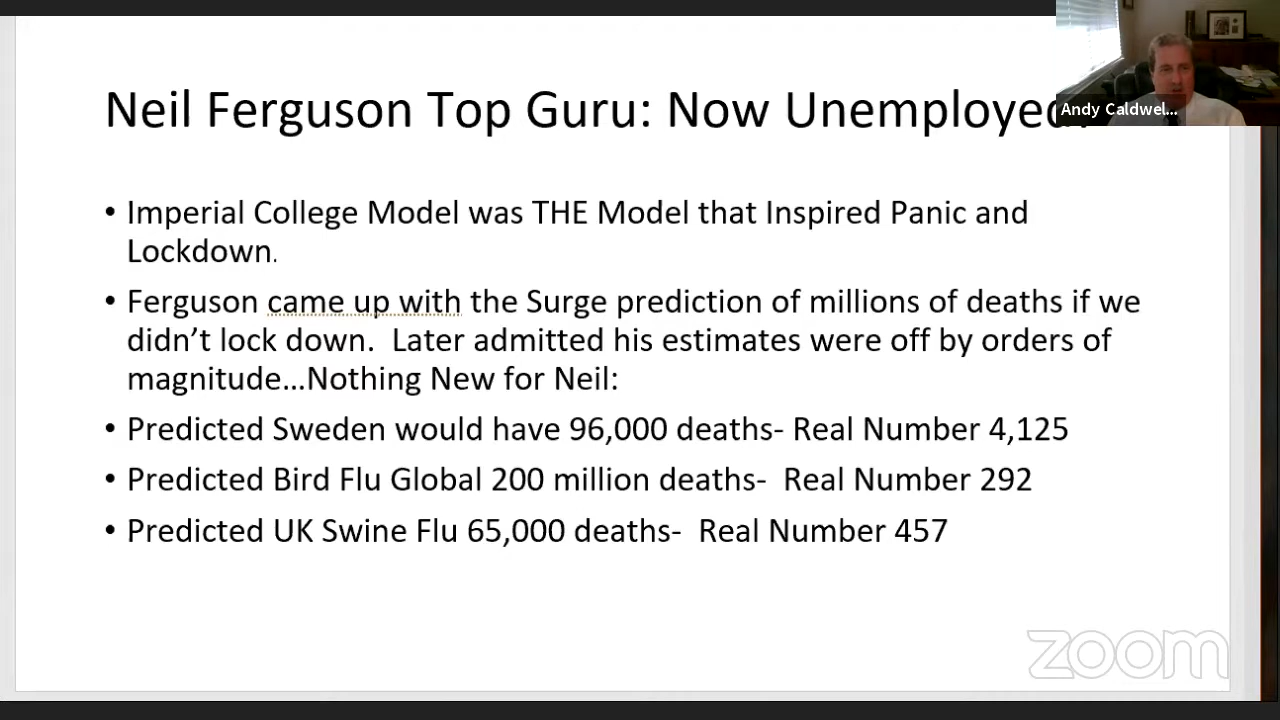 Neil Ferguson Top Guru: Now Unemployed
Andy Caldwel...
• Imperial College Model was THE Model that Inspired Panic and
Lockdown.
• Ferguson came up with the Surge prediction of millions of deaths if we
didn't lock down.  Later admitted his estimates were off by orders of
magnitude...Nothing New for Neil:
• Predicted Sweden would have 96,000 deaths- Real Number 4,125
• Predicted Bird Flu Global 200 million deaths-  Real Number 292
• Predicted UK Swine Flu 65,000 deaths-  Real Number 457
zoom